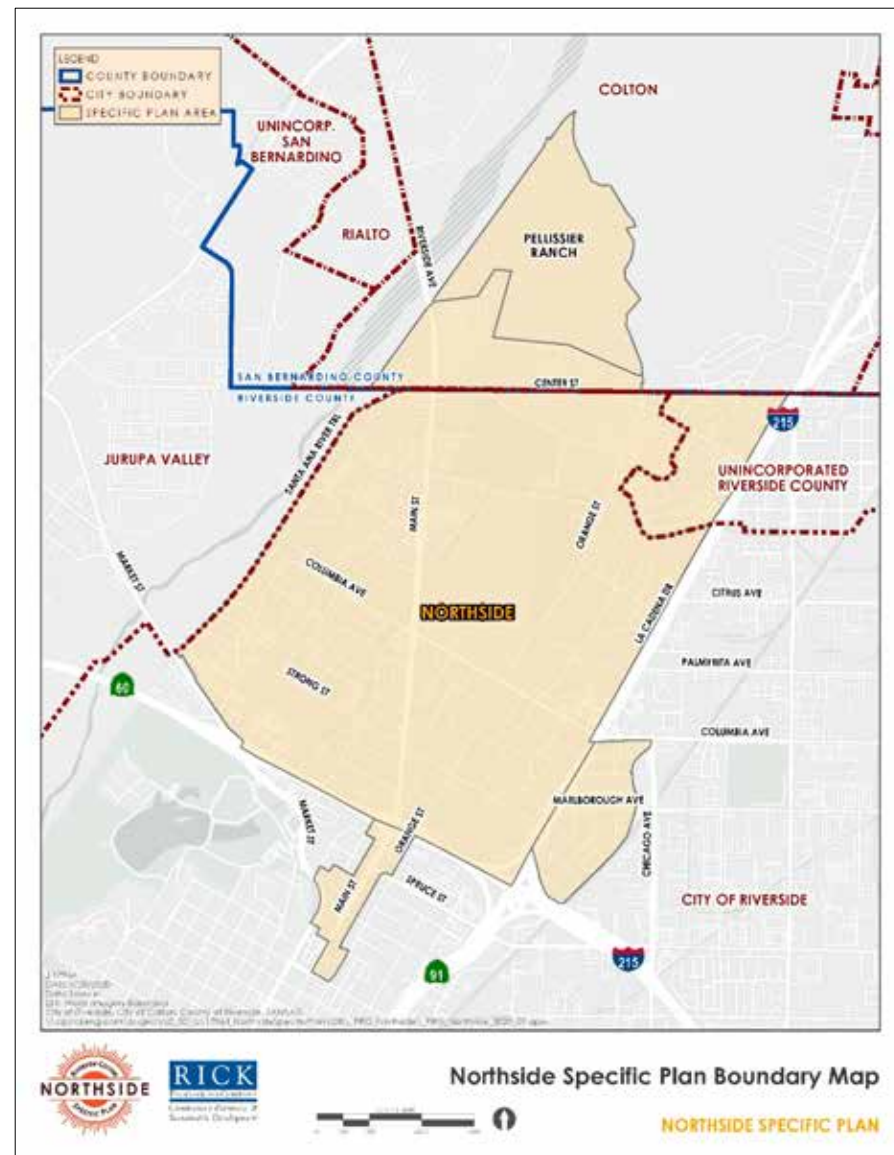 LEGEND
COUNTY BOUNDARY
CITY BOUNDARY
SPECIFIC PLAN AREA
COLTON
UNINCORP.
SAN
BERNARDINO
RIALTO
RIVERSIDE AVE
PELLISSIER
RANCH
SAN BERNARDINO COUNTY
RIVERSIDE COUNTY
CENTER ST
215
JURUPA VALLEY
SANTA ANA RIVER TRL
UNINCORPORATED
RIVERSIDE COUNTY
MAIN ST
ORANGE ST
MARKET ST
COLUMBIA AVE
CITRUS AVE
NORTHSIDE
LA CADENA DR
PALMYRITA AVE
STRONG ST
60
COLUMBIA AVE
MARLBOROUGH AVE
MARKET ST
ORANGE ST
CHICAGO AVE
MAIN ST
SPRUCE ST
CITY OF RIVERSIDE
91
215
NORTHSIDE
SPECIFIC PLAN
RICK
Northside Specific Plan Boundary Map
NORTHSIDE SPECIFIC PLAN